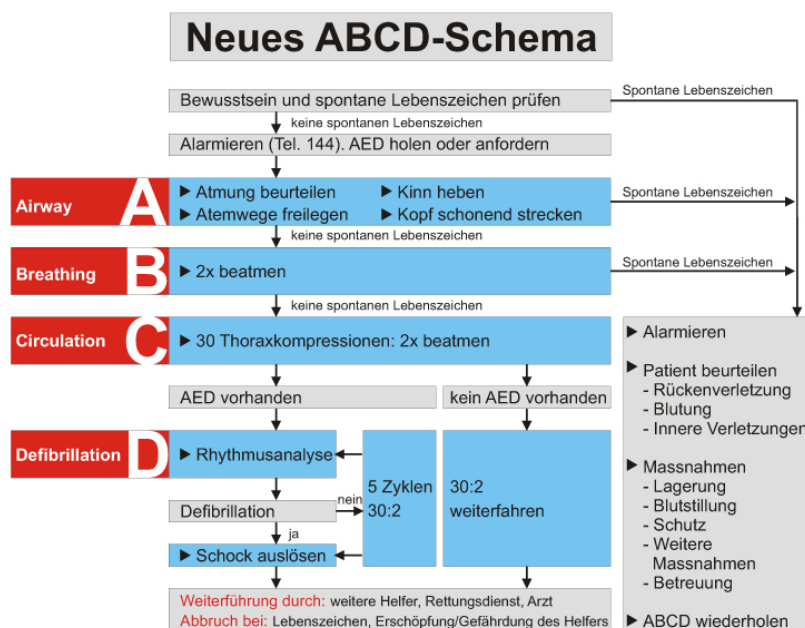 Neues ABCD-Schema
Spontane Lebenszeichen
Bewusstsein und spontane Lebenszeichen prüfen
keine spontanen Lebenszeichen
Alarmieren (Tel. 144). AED holen oder anfordern
Airway A
▶ Atmung beurteilen ▶ Kinn heben
▶ Atemwege freilegen ▶ Kopf schonend strecken
Spontane Lebenszeichen
keine spontanen Lebenszeichen
Breathing B
▶ 2x beatmen
Spontane Lebenszeichen
keine spontanen Lebenszeichen
Circulation C
▶ 30 Thoraxkompressionen: 2x beatmen
AED vorhanden
kein AED vorhanden
Defibrillation D
▶ Rhythmusanalyse
nein
Defibrillation
ja
▶ Schock auslösen
5 Zyklen
30:2
30:2
weiterfahren
Weiterführung durch: weitere Helfer, Rettungsdienst, Arzt
Abbruch bei: Lebenszeichen, Erschöpfung/Gefährdung des Helfers
▶ Alarmieren
▶ Patient beurteilen
- Rückenverletzung
- Blutung
- Innere Verletzungen
▶ Massnahmen
- Lagerung
- Blutstillung
- Schutz
- Weitere
Massnahmen
- Betreuung
▶ ABCD wiederholen